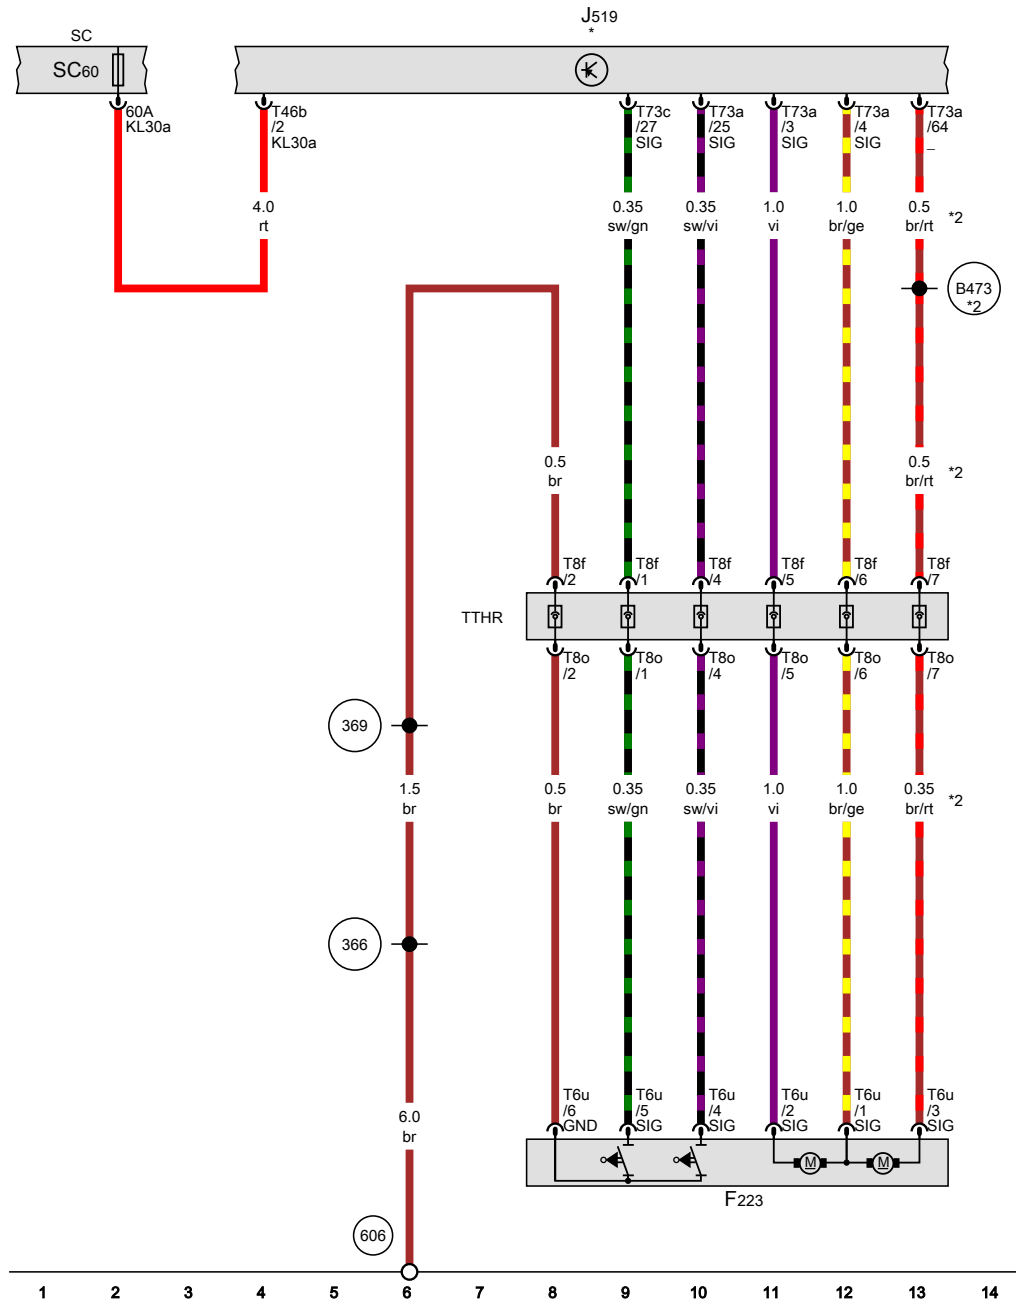 J519
*
SC
SC60
60A
KL30a
T46b
/2
KL30a
T73c
/27
SIG
T73a
/25
SIG
T73a
/3
SIG
T73a
/4
SIG
T73a
/64
_
4.0
rt
0.35
sw/gn
0.35
sw/vi
1.0
vi
1.0
br/ge
0.5
br/rt
*2
B473
*2
0.5
br
0.5
br/rt
*2
T8f
/2
T8f
/1
T8f
/4
T8f
/5
T8f
/6
T8f
/7
TTHR
T8o
/2
T8o
/1
T8o
/4
T8o
/5
T8o
/6
T8o
/7
369
1.5
br
0.5
br
0.35
sw/gn
0.35
sw/vi
1.0
vi
1.0
br/ge
0.35
br/rt
*2
366
6.0
br
T6u
/6
GND
T6u
/5
SIG
T6u
/4
SIG
T6u
/2
SIG
T6u
/1
SIG
T6u
/3
SIG
M
M
F223
606
1 2 3 4 5 6 7 8 9 10 11 12 13 14